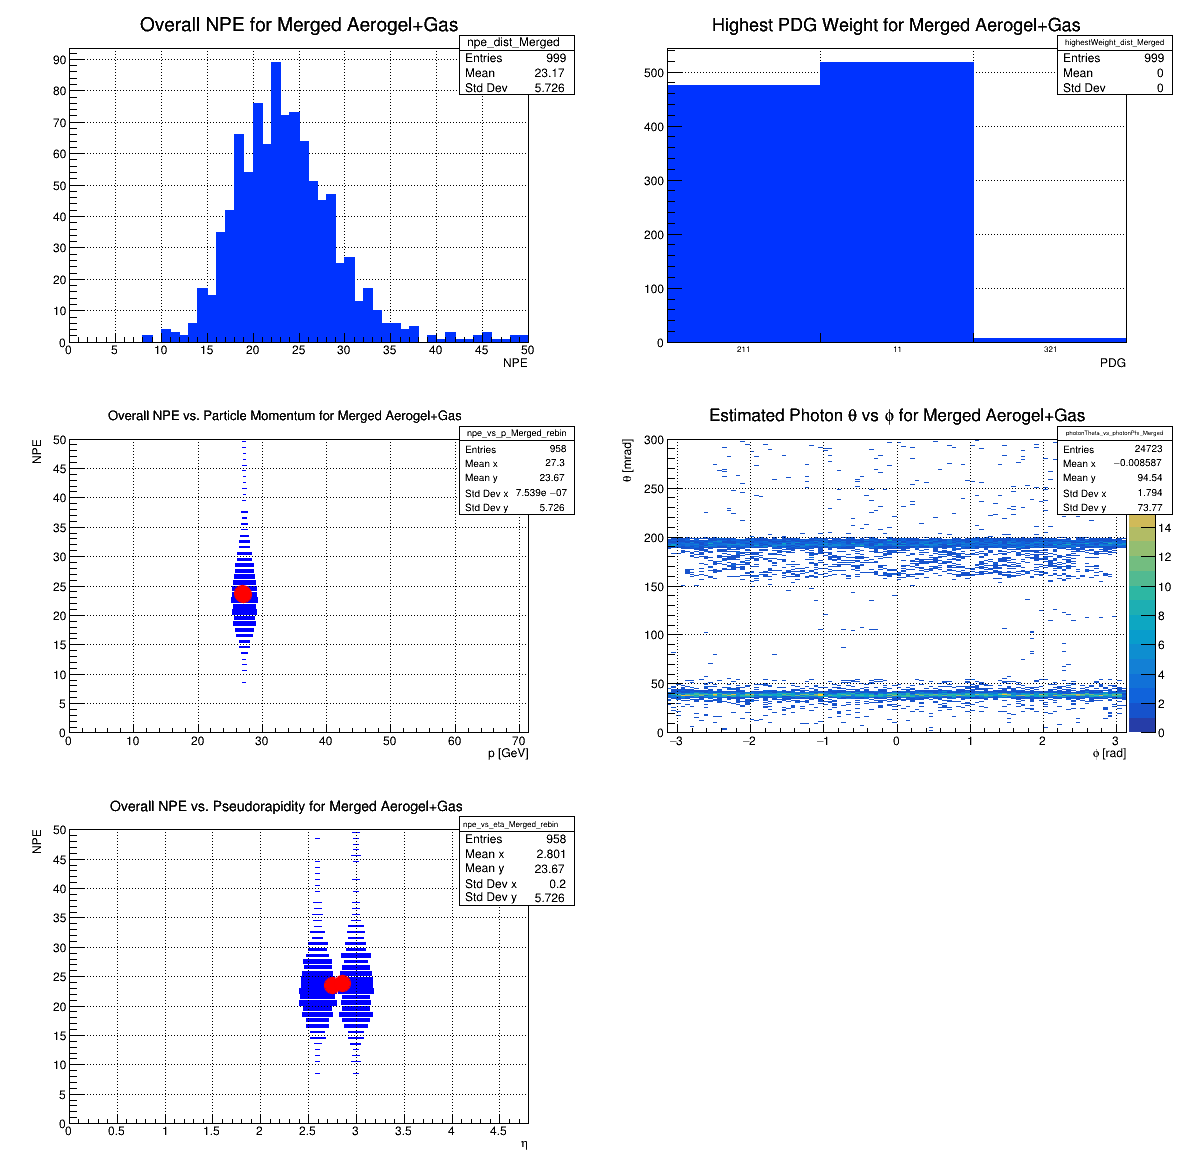 Overall NPE for Merged Aerogel+Gas
npe_dist_Merged
Entries 999
Mean 23.17
Std Dev 5.726
90
80
70
60
50
40
30
20
10
0
0 5 10 15 20 25 30 35 40 45 50
NPE
Highest PDG Weight for Merged Aerogel+Gas
highestWeight_dist_Merged
Entries 999
Mean 0
Std Dev 0
500
400
300
200
100
0
211 11 321
PDG
Overall NPE vs. Particle Momentum for Merged Aerogel+Gas
npe_vs_p_Merged_rebin
Entries 958
Mean x 27.3
Mean y 23.67
Std Dev x 7.539e −07
Std Dev y 5.726
NPE
50
45
40
35
30
25
20
15
10
5
0
0 10 20 30 40 50 60 70
p [GeV]
Estimated Photon θ vs ϕ for Merged Aerogel+Gas
photonTheta_vs_photonPhi_Merged
Entries 24723
Mean x −0.008587
Mean y 94.54
Std Dev x 1.794
Std Dev y 73.77
θ [mrad]
300
250
200
150
100
50
0
−3 −2 −1 0 1 2 3
ϕ [rad]
14
12
10
8
6
4
2
0
Overall NPE vs. Pseudorapidity for Merged Aerogel+Gas
npe_vs_eta_Merged_rebin
Entries 958
Mean x 2.801
Mean y 23.67
Std Dev x 0.2
Std Dev y 5.726
NPE
50
45
40
35
30
25
20
15
10
5
0
0 0.5 1 1.5 2 2.5 3 3.5 4 4.5
η